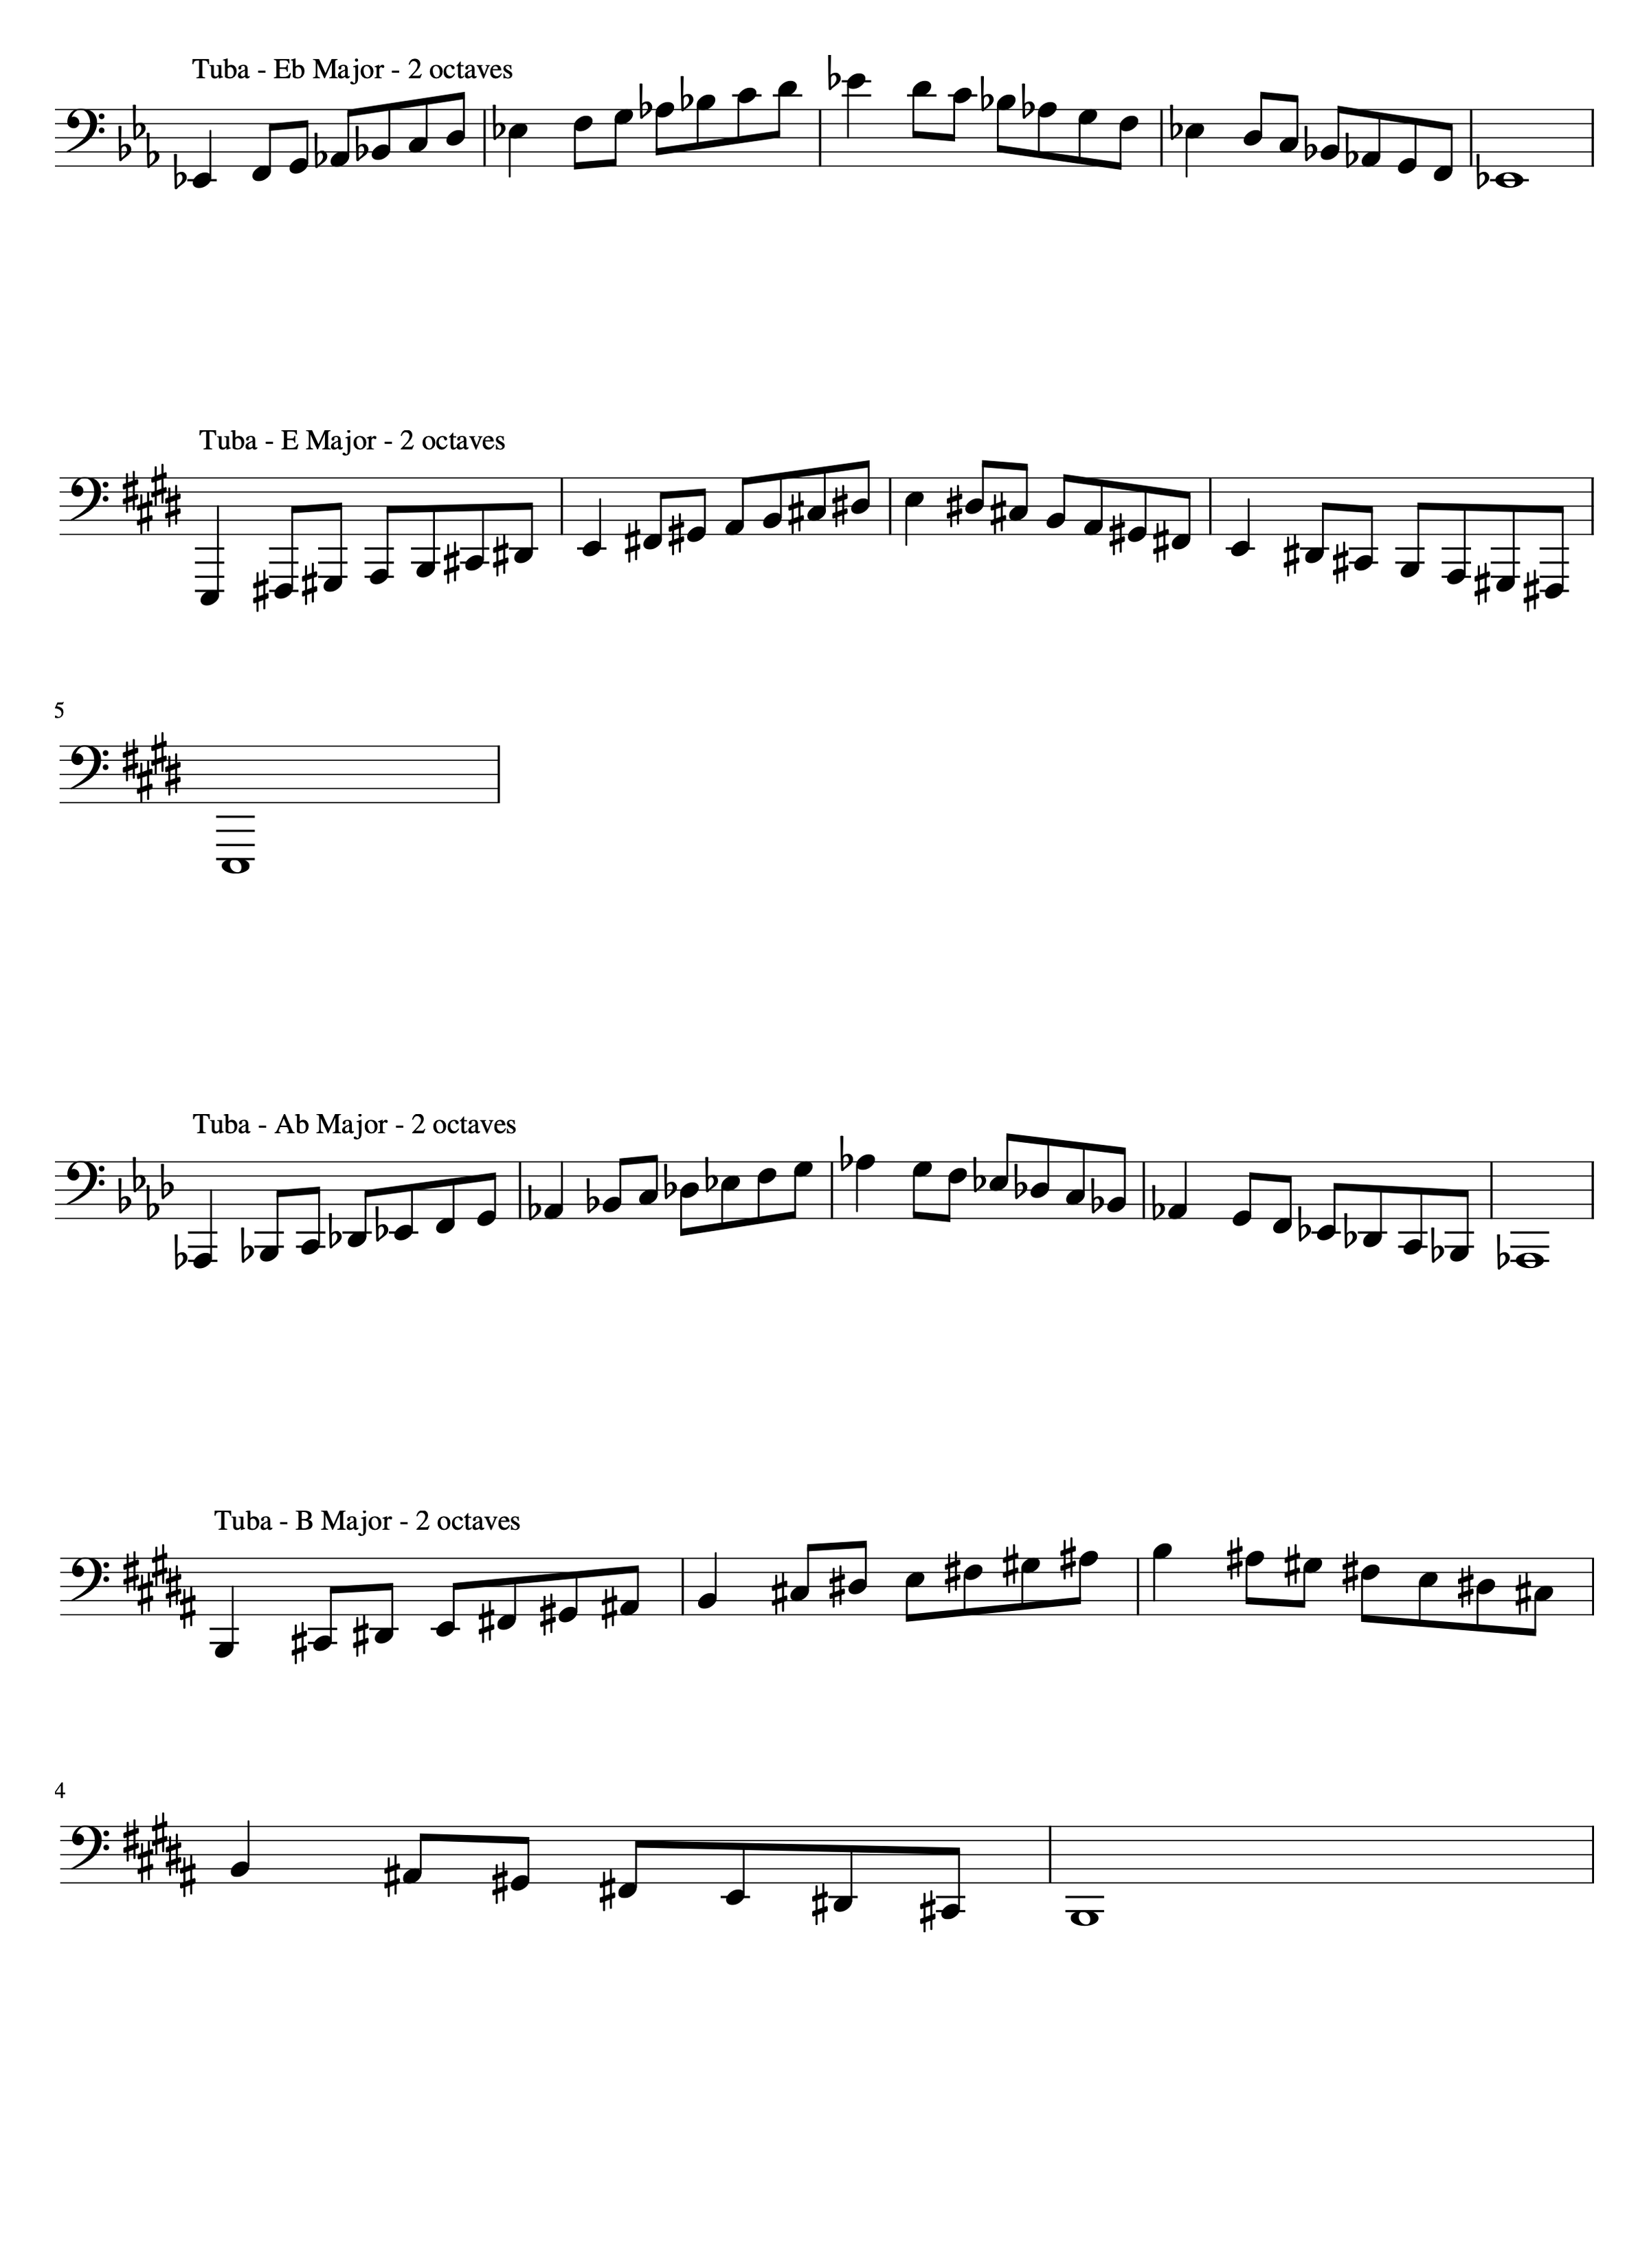 Tuba - Eb Major - 2 octaves
Tuba - E Major - 2 octaves
5
Tuba - Ab Major - 2 octaves
Tuba - B Major - 2 octaves
4